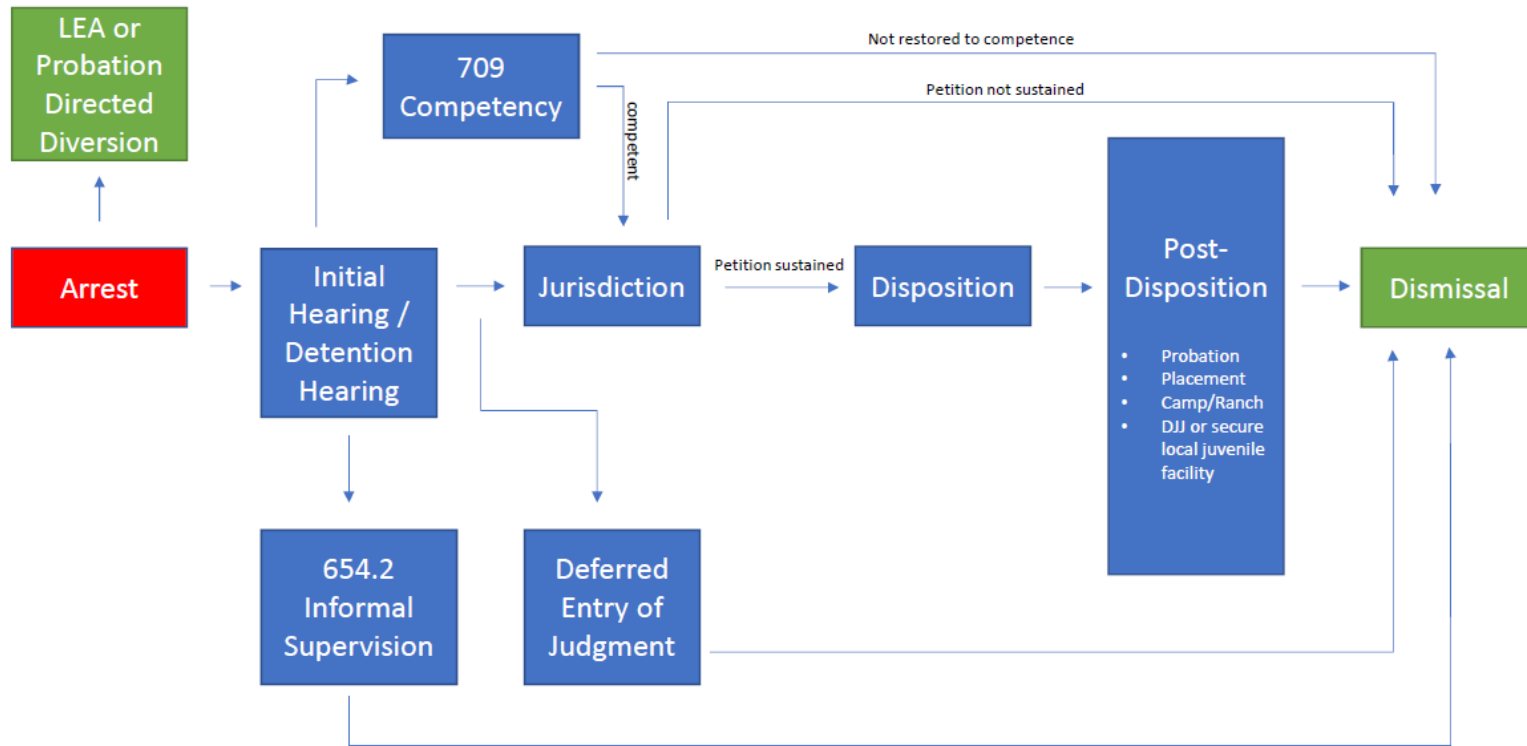 LEA or
Probation
Directed
Diversion
709
Competency
Not restored to competence
Petition not sustained
competent
Arrest
Initial
Hearing /
Detention
Hearing
Jurisdiction
Petition sustained
Disposition
Post-
Disposition
• Probation
• Placement
• Camp/Ranch
• DJJ or secure
local juvenile
facility
Dismissal
654.2
Informal
Supervision
Deferred
Entry of
Judgment